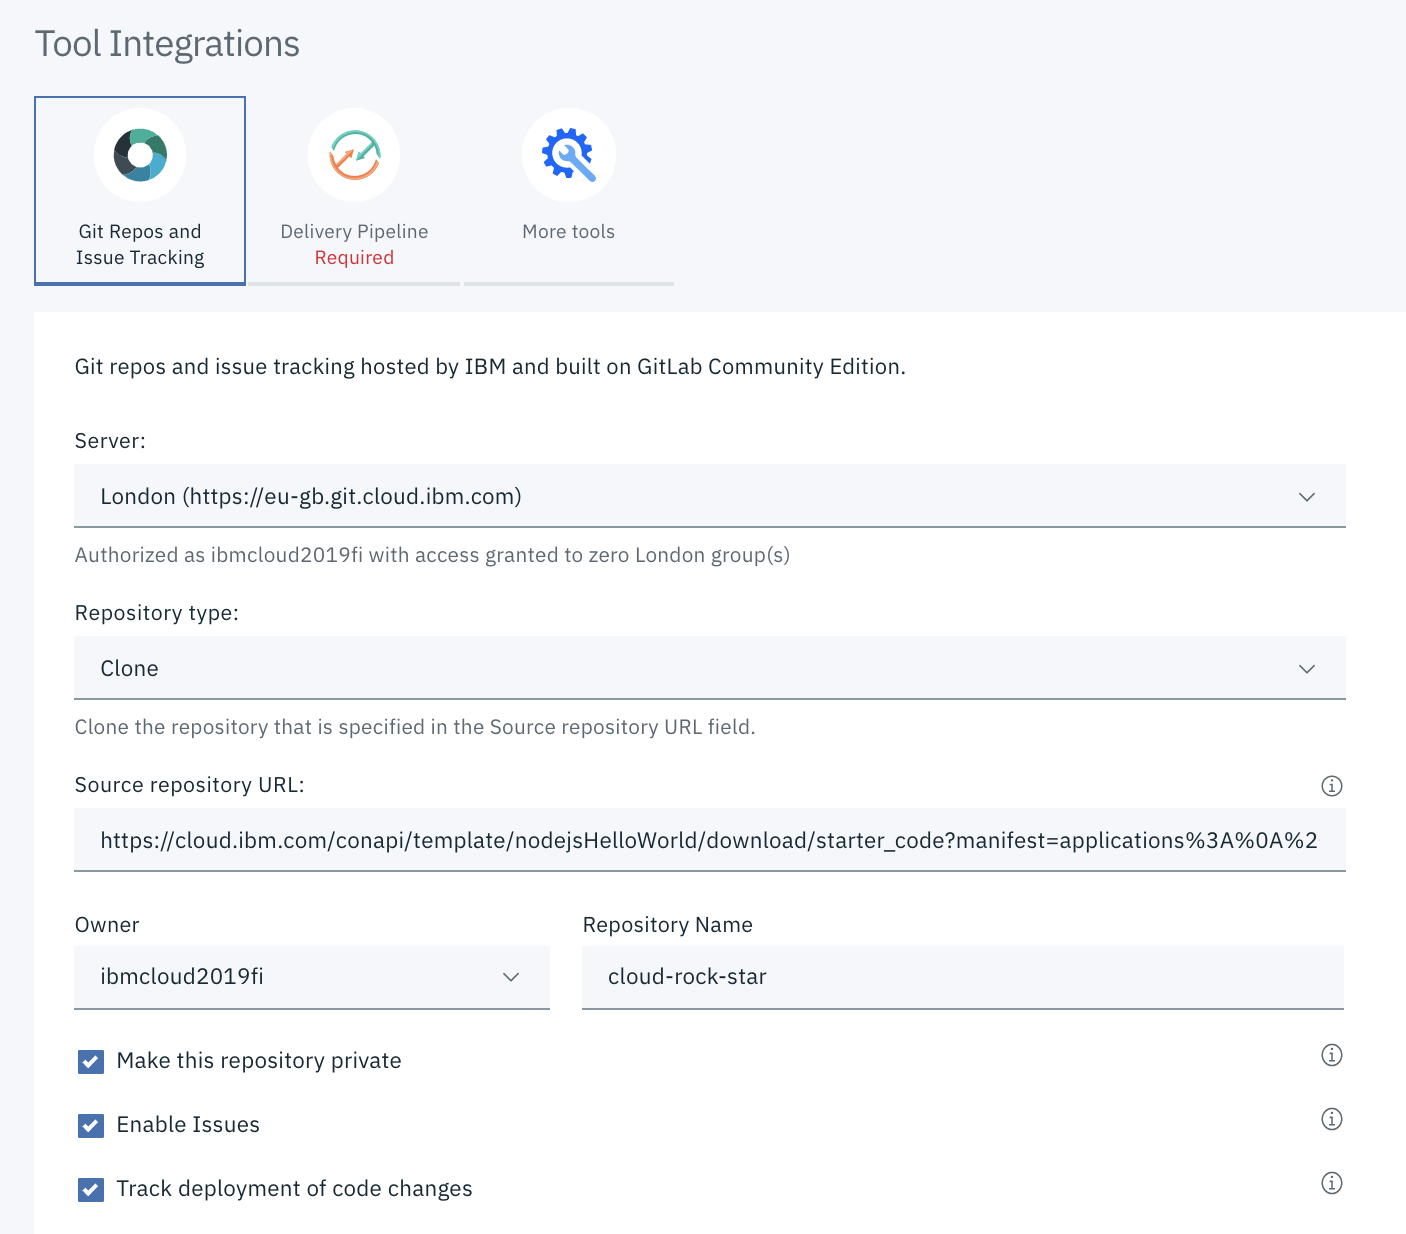 Tool Integrations
Git Repos and
Issue Tracking
Delivery Pipeline
Required
More tools
Git repos and issue tracking hosted by IBM and built on GitLab Community Edition.
Server:
London (https://eu-gb.git.cloud.ibm.com)
Authorized as ibmcloud2019fi with access granted to zero London group(s)
Repository type:
Clone
Clone the repository that is specified in the Source repository URL field.
Source repository URL:
https://cloud.ibm.com/conapi/template/nodejsHelloWorld/download/starter_code?manifest=applications%3A%0A%2
Owner
Repository Name
ibmcloud2019fi
cloud-rock-star
Make this repository private
Enable Issues
Track deployment of code changes